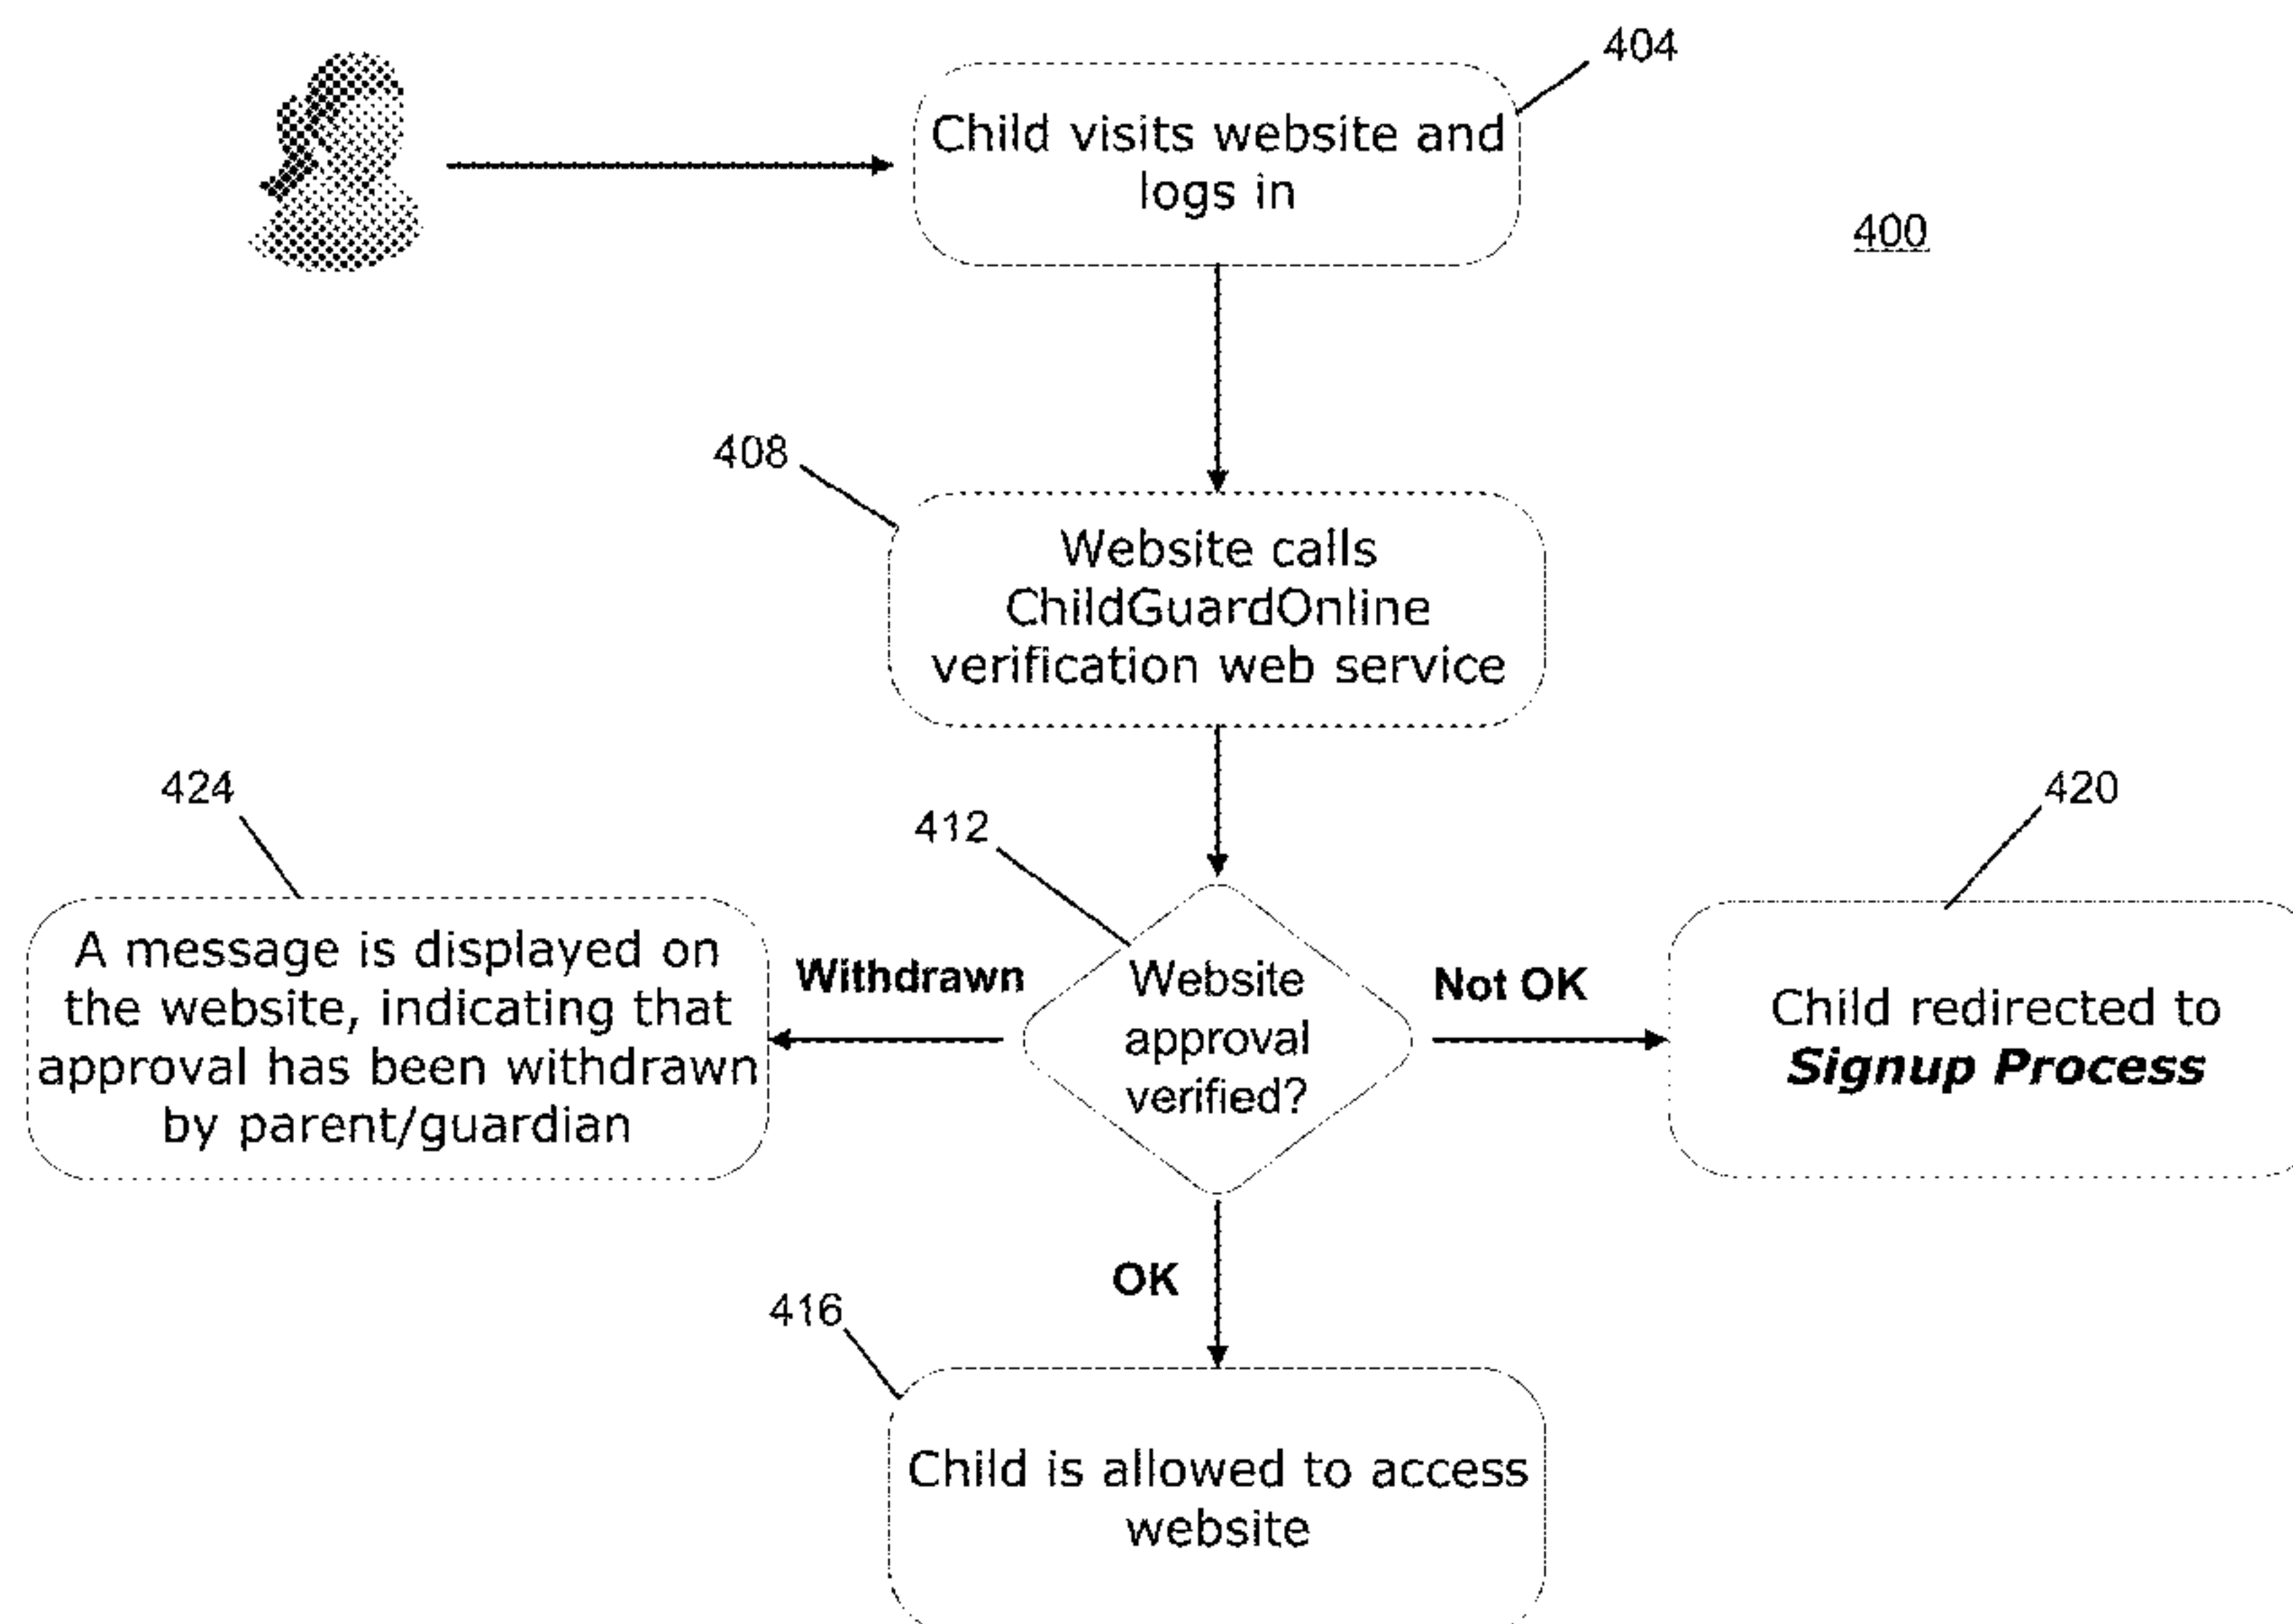 404
Child visits website and
logs in
400
408
Website calls
ChildGuardOnline
verification web service
424
412
420
A message is displayed on
the website, indicating that
approval has been withdrawn
by parent/guardian
Withdrawn
Website
approval
verified?
Not OK
Child redirected to
Signup Process
OK
416
Child is allowed to access
website